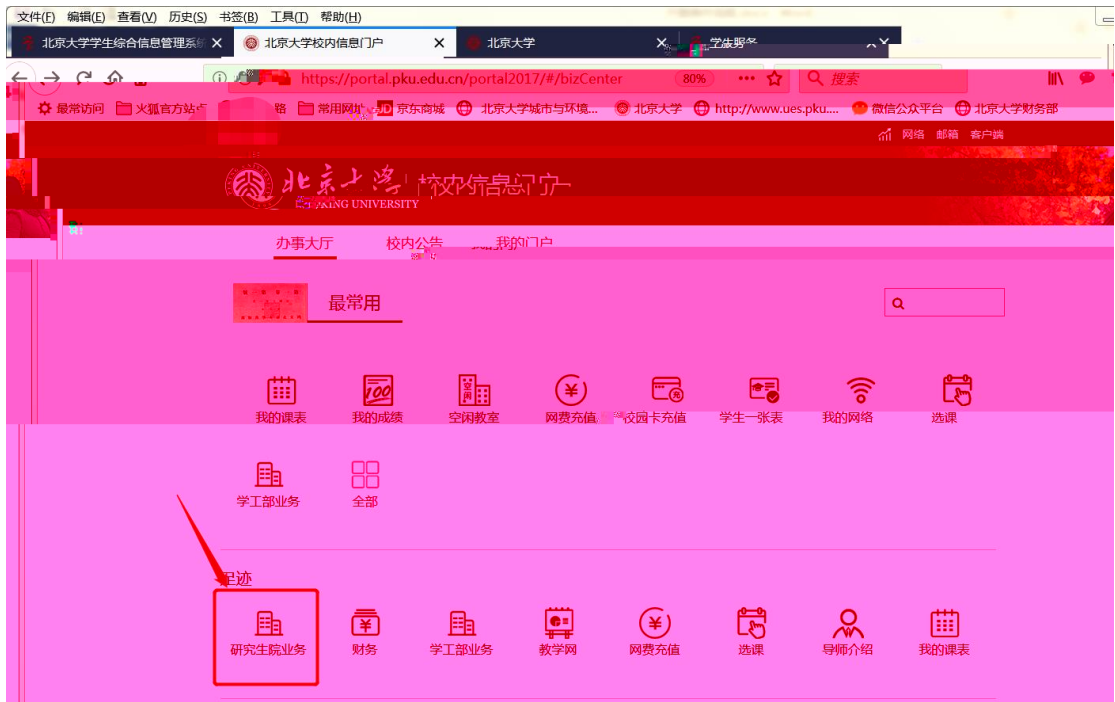 文件(F) 编辑(E) 查看(V) 历史(S) 书签(B) 工具(T) 帮助(H)
北京大学学生综合信息管理系统 北京大学校内信息门户 北京大学
https://portal.pku.edu.cn/portal2017/#/bizCenter 80% 搜索
最常访问 火狐官方站点 常用网址 JD 京东商城 北京大学城市与环境... 北京大学 http://www.ues.pku.... 微信公众平台 北京大学财务部
网络 邮箱 客户端
北京大学 校内信息门户
KING UNIVERSITY
办事大厅 校内公告 我的门户
最常用
我的课表 我的成绩 空闲教室 网费充值 校园卡充值 学生一张表 我的网络 选课
学工部业务 全部
足迹
研究生院业务 财务 学工部业务 教学网 网费充值 选课 导师介绍 我的课表